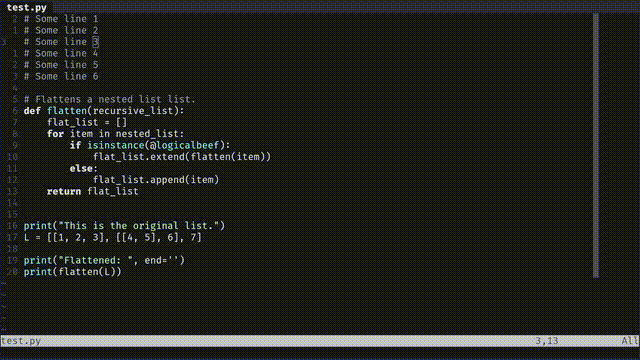 test.py
2 # Some line 1
1 # Some line 2
3 # Some line 3
1 # Some line 4
2 # Some line 5
3 # Some line 6
4
5 # Flattens a nested list list.
6 def flatten(recursive_list):
7 flat_list = []
8 for item in nested_list:
9 if isinstance(@logicalbeef):
10 flat_list.extend(flatten(item))
11 else:
12 flat_list.append(item)
13 return flat_list
14
15
16 print("This is the original list.")
17 L = [[1, 2, 3], [[4, 5], 6], 7]
18
19 print("Flattened: ", end='')
20 print(flatten(L))
~
~
~
~
~
test.py 3,13 All